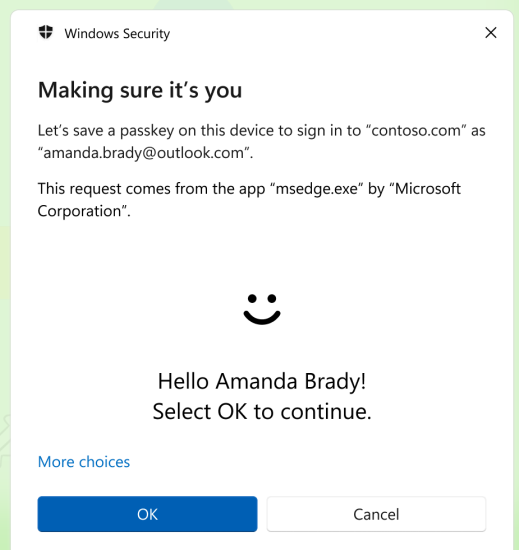 Windows Security
Making sure it’s you
Let’s save a passkey on this device to sign in to “contoso.com” as
“amanda.brady@outlook.com”.
This request comes from the app “msedge.exe” by “Microsoft
Corporation”.
Hello Amanda Brady!
Select OK to continue.
More choices
OK
Cancel